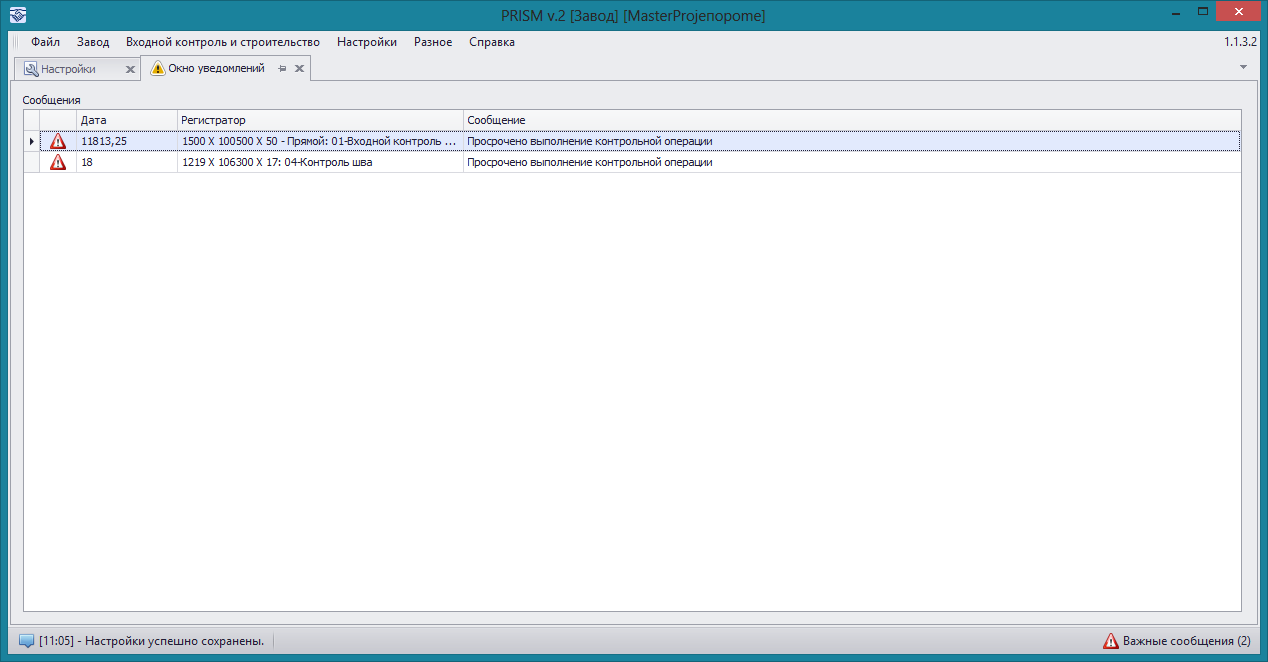 PRISM v.2 [Завод] [MasterProjепороme]
Файл Завод Входной контроль и строительство Настройки Разное Справка 1.1.3.2
Настройки Окно уведомлений
Сообщения
Дата Регистратор Сообщение
11813,25 1500 X 100500 X 50 - Прямой: 01-Входной контроль ... Просрочено выполнение контрольной операции
18 1219 X 106300 X 17: 04-Контроль шва Просрочено выполнение контрольной операции
[11:05] - Настройки успешно сохранены. Важные сообщения (2)